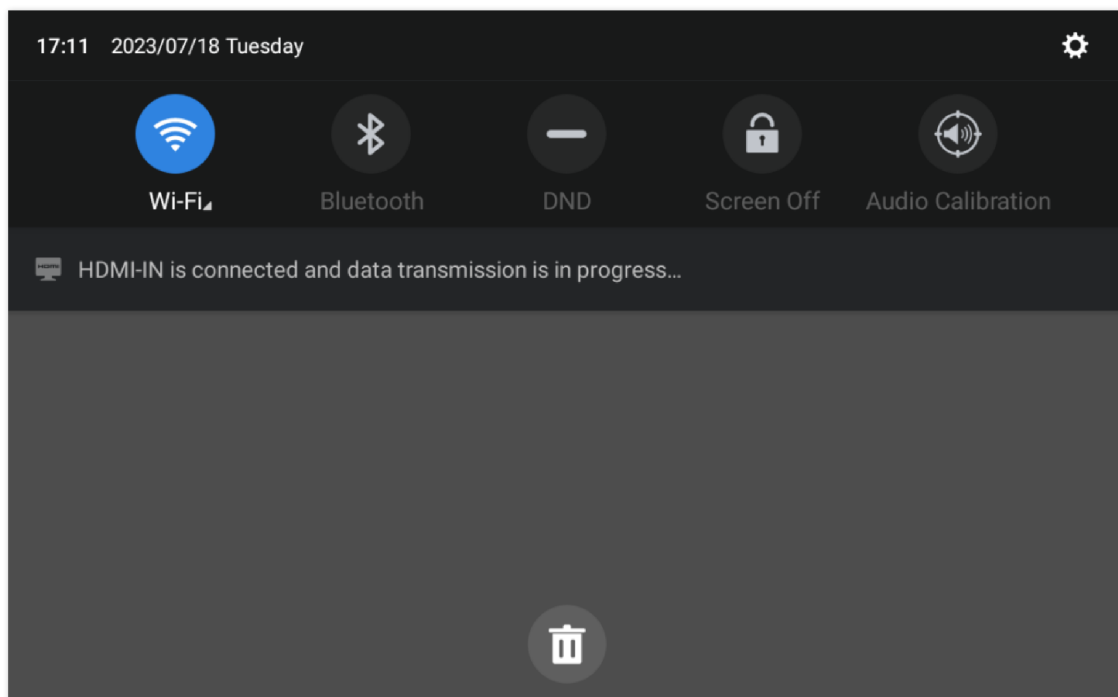 17:11 2023/07/18 Tuesday
Wi-Fi Bluetooth DND Screen Off Audio Calibration
HDMI HDMI-IN is connected and data transmission is in progress...